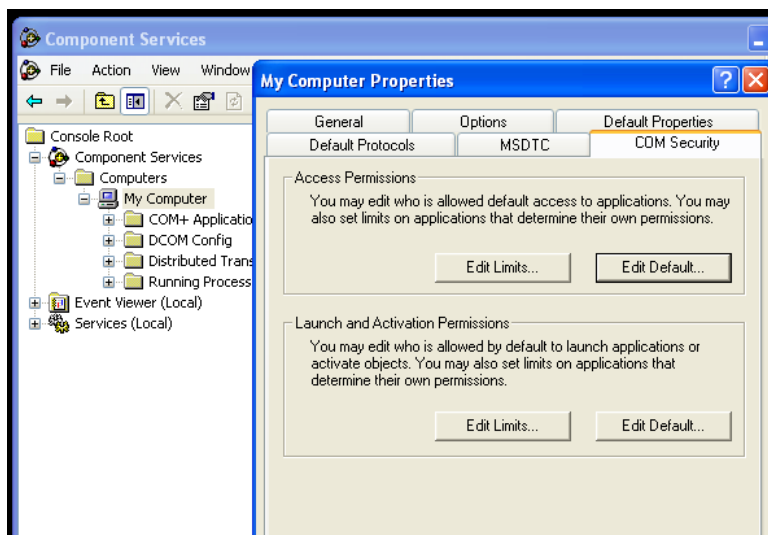 Component Services
File Action View Window
My Computer Properties
General Options Default Properties
Default Protocols MSDTC COM Security
Console Root
Component Services
Computers
My Computer
COM+ Applicatio
DCOM Config
Distributed Trans
Running Process
Event Viewer (Local)
Services (Local)
Access Permissions
You may edit who is allowed default access to applications. You may
also set limits on applications that determine their own permissions.
Edit Limits... Edit Default...
Launch and Activation Permissions
You may edit who is allowed by default to launch applications or
activate objects. You may also set limits on applications that
determine their own permissions.
Edit Limits... Edit Default...